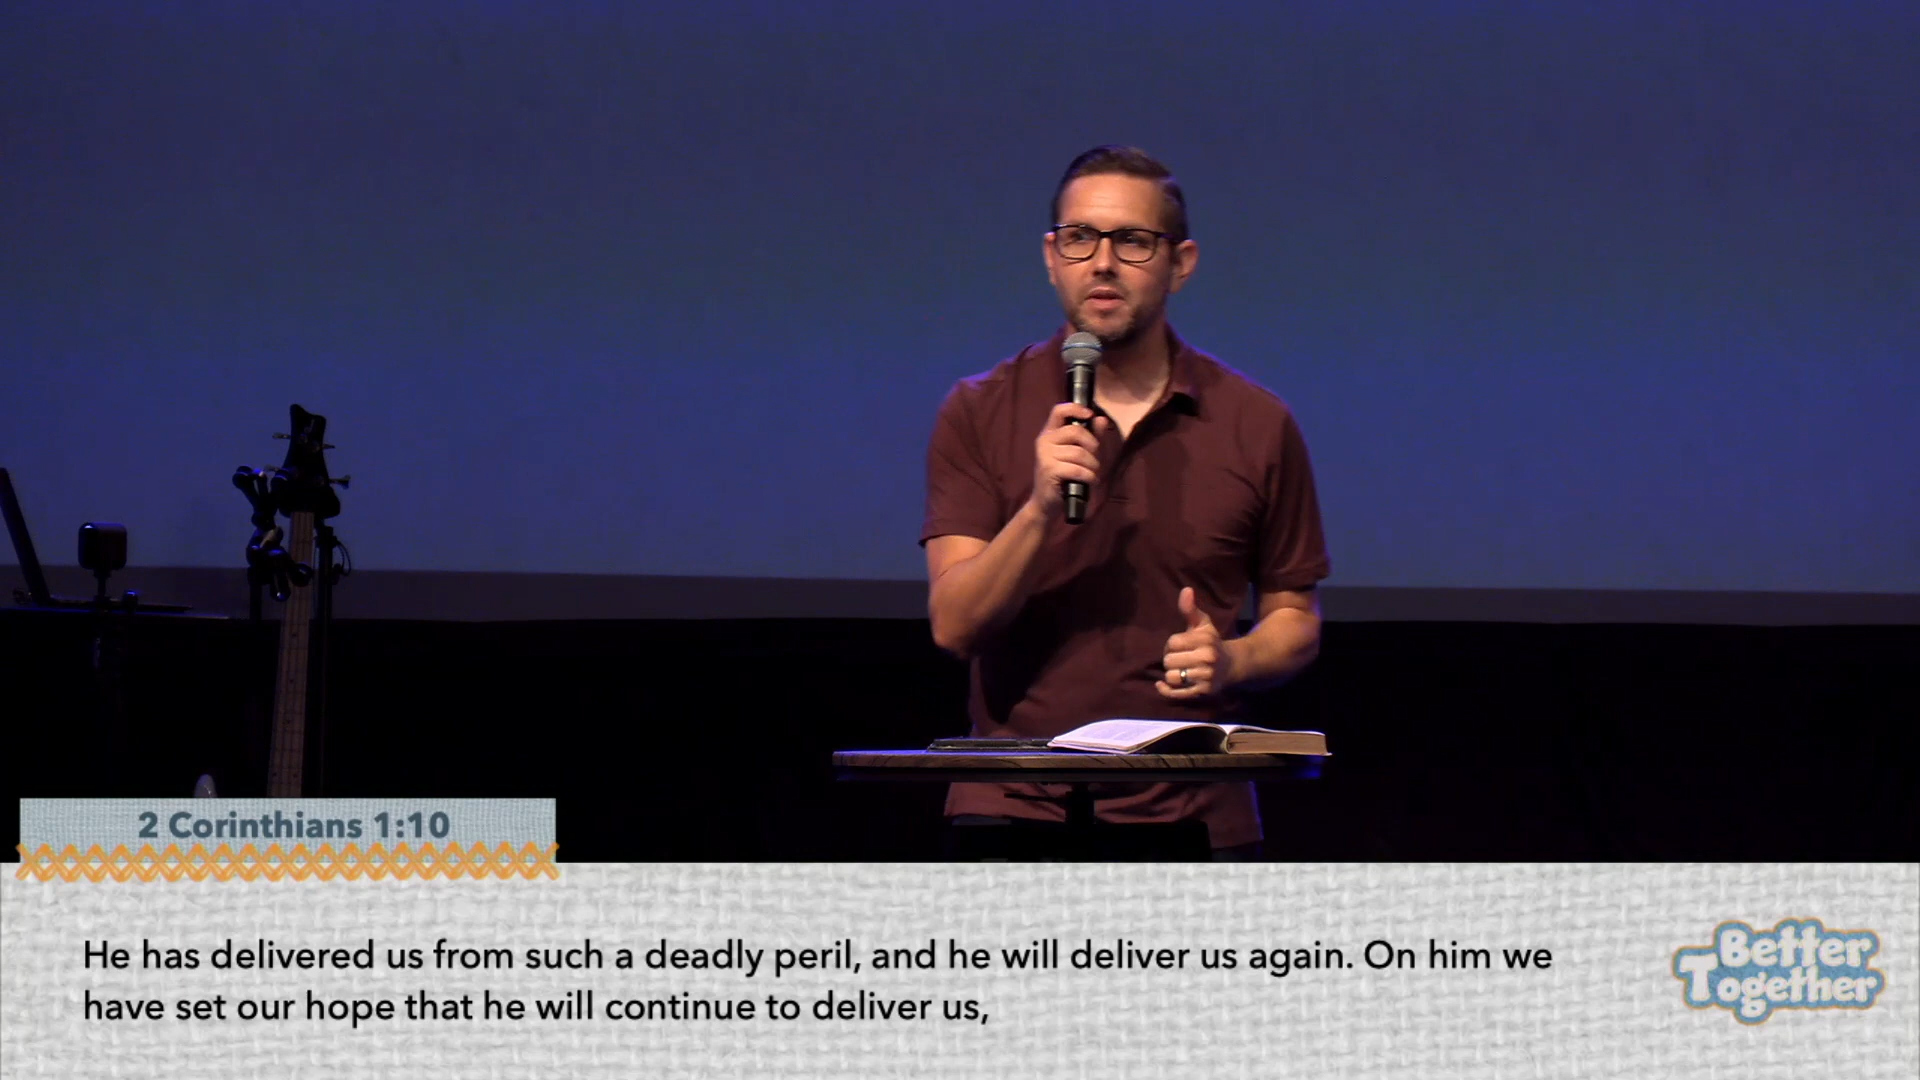 2 Corinthians 1:10
He has delivered us from such a deadly peril, and he will deliver us again. On him we
have set our hope that he will continue to deliver us,
Better
Together